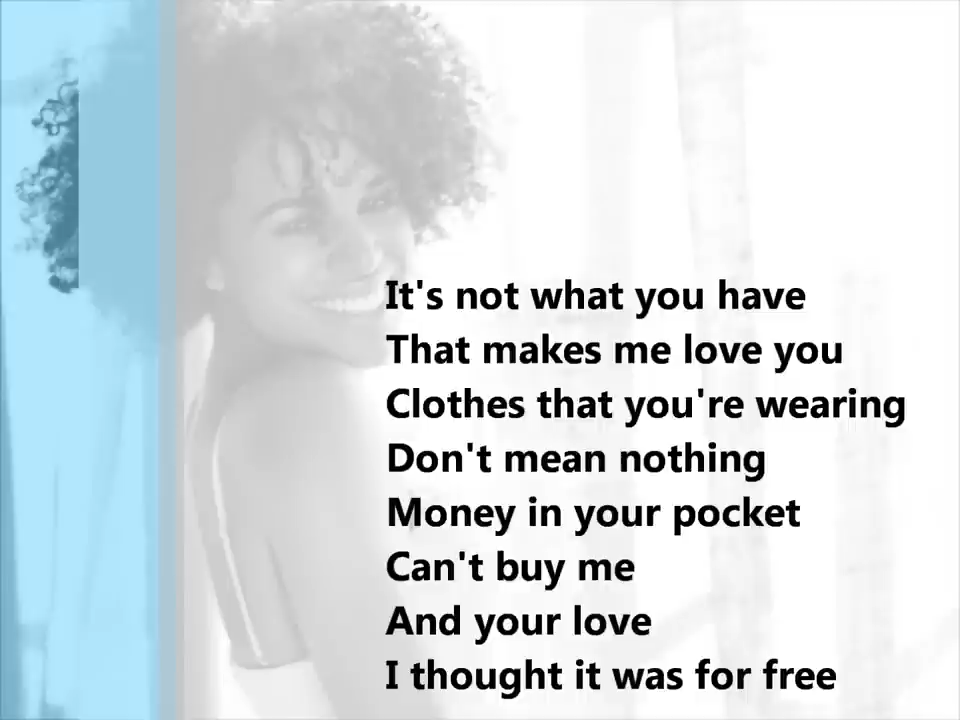 It's not what you have
That makes me love you
Clothes that you're wearing
Don't mean nothing
Money in your pocket
Can't buy me
And your love
I thought it was for free